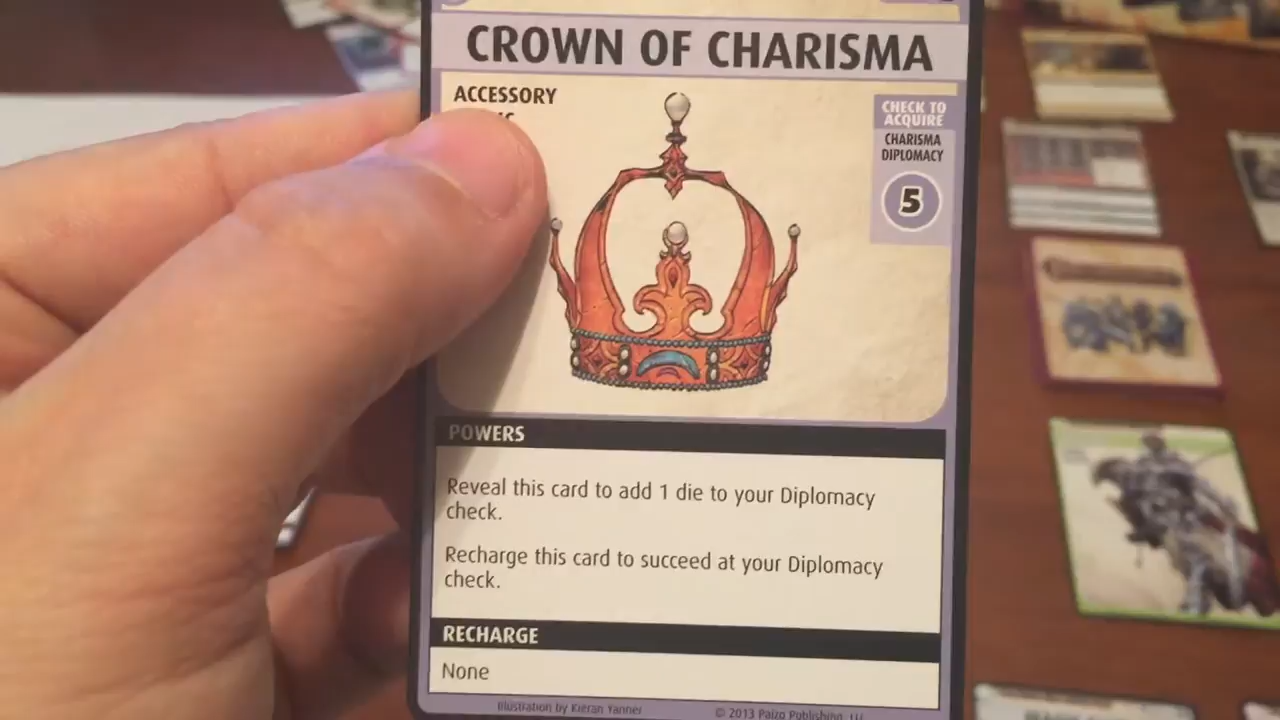 CROWN OF CHARISMA
ACCESSORY
CHECK TO
ACQUIRE
CHARISMA
DIPLOMACY
5
POWERS
Reveal this card to add 1 die to your Diplomacy
check.
Recharge this card to succeed at your Diplomacy
check.
RECHARGE
None
Illustration by Kieran Yanner
© 2013 Paizo Publishing,